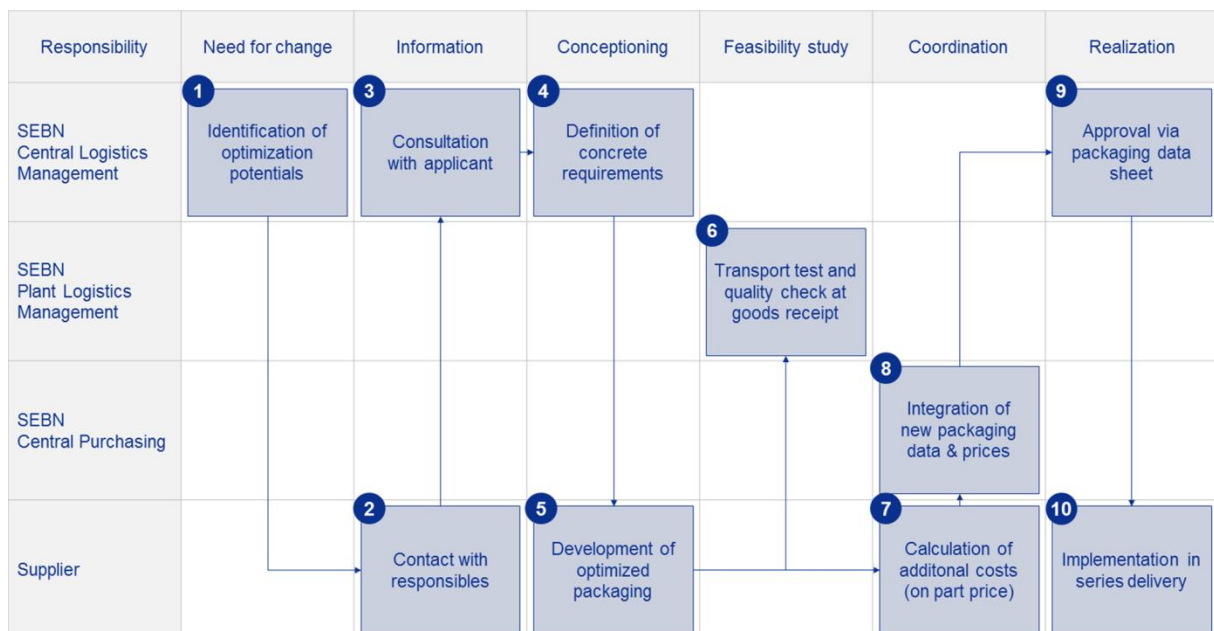 Responsibility
Need for change
Information
Conceptioning
Feasibility study
Coordination
Realization
SEBN
Central Logistics
Management
1
Identification of
optimization
potentials
3
Consultation
with applicant
4
Definition of
concrete
requirements
9
Approval via
packaging data
sheet
SEBN
Plant Logistics
Management
6
Transport test and
quality check at
goods receipt
SEBN
Central Purchasing
8
Integration of
new packaging
data & prices
Supplier
2
Contact with
responsibles
5
Development of
optimized
packaging
7
Calculation of
additonal costs
(on part price)
10
Implementation in
series delivery